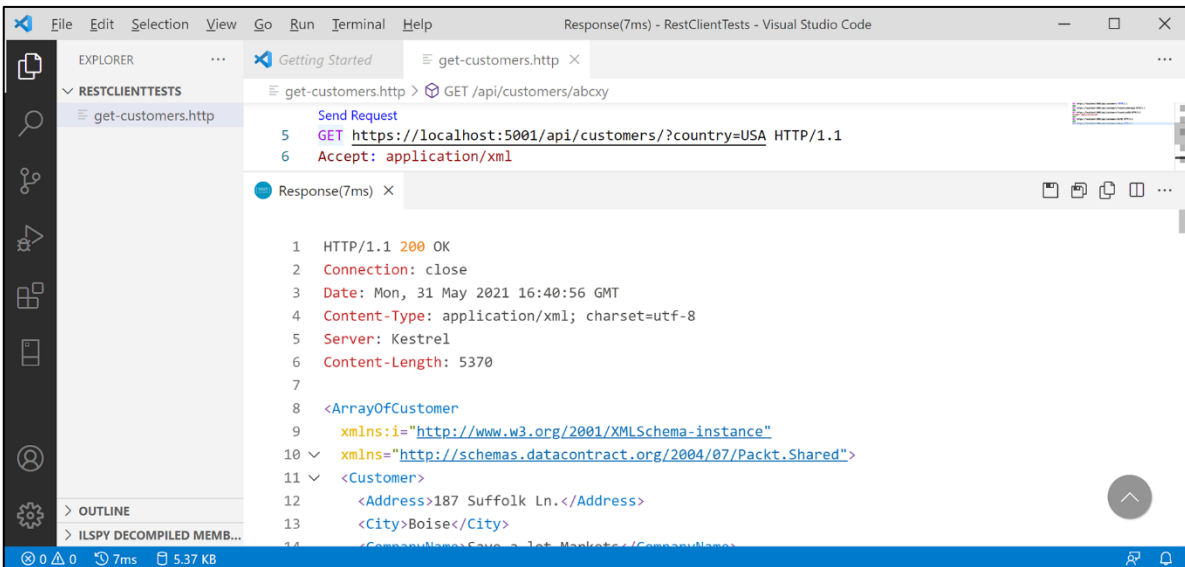 File Edit Selection View Go Run Terminal Help Response(7ms) - RestClientTests - Visual Studio Code
EXPLORER ... Getting Started get-customers.http ...
RESTCLIENTTESTS get-customers.http > GET /api/customers/abcxy
get-customers.http
Send Request
5 GET https://localhost:5001/api/customers/?country=USA HTTP/1.1
6 Accept: application/xml
Response(7ms) ...
1 HTTP/1.1 200 OK
2 Connection: close
3 Date: Mon, 31 May 2021 16:40:56 GMT
4 Content-Type: application/xml; charset=utf-8
5 Server: Kestrel
6 Content-Length: 5370
7
8 <ArrayOfCustomer
9 xmlns:i="http://www.w3.org/2001/XMLSchema-instance"
10 xmlns="http://schemas.datacontract.org/2004/07/Packt.Shared">
11 <Customer>
12 <Address>187 Suffolk Ln.</Address>
13 <City>Boise</City>
14 <CompanyName>Save-a-lot Markets</CompanyName>
OUTLINE
ILSPY DECOMPILED MEMB...
0 0 7ms 5.37 KB